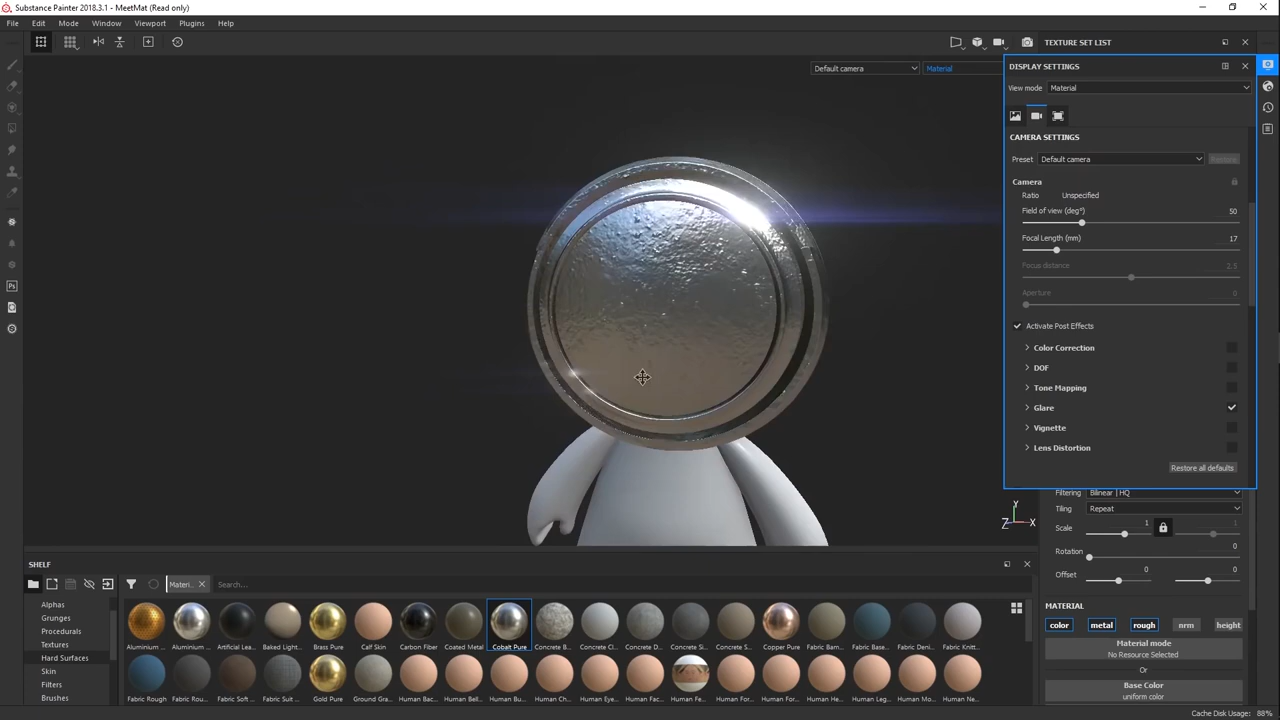 Substance Painter 2018.3.1 - MeetMat (Read only)
File Edit Mode Window Viewport Plugins Help
TEXTURE SET LIST
Default camera
Material
DISPLAY SETTINGS
View mode Material
CAMERA SETTINGS
Preset Default camera
Camera
Ratio Unspecified
Field of view (deg°) 50
Focal Length (mm) 17
Focus distance 2.5
Aperture 0
Activate Post Effects
Color Correction
DOF
Tone Mapping
Glare
Vignette
Lens Distortion
Restore all defaults
Y
Z X
Filtering Bilinear | HQ
Tiling Repeat
Scale 1 1
Rotation 0
Offset 0 0
MATERIAL
color metal rough nrm height
Material mode
No Resource Selected
Or
Base Color
uniform color
SHELF
Materi...
Search...
Alphas
Grunges
Procedurals
Textures
Hard Surfaces
Skin
Filters
Brushes
Aluminium ... Aluminium ... Artificial Lea... Baked Light... Brass Pure Calf Skin Carbon Fiber Coated Metal Cobalt Pure Concrete B... Concrete Cl... Concrete D... Concrete Si... Concrete S... Copper Pure Fabric Bam... Fabric Base... Fabric Deni... Fabric Knitt...
Fabric Rough Fabric Rou... Fabric Soft ... Fabric Suit ... Gold Pure Ground Gra... Human Bac... Human Bell... Human Bu... Human Ch... Human Eye... Human Fac... Human Fe... Human For... Human For... Human He... Human Leg... Human Mo... Human Ne...
Cache Disk Usage: 88%